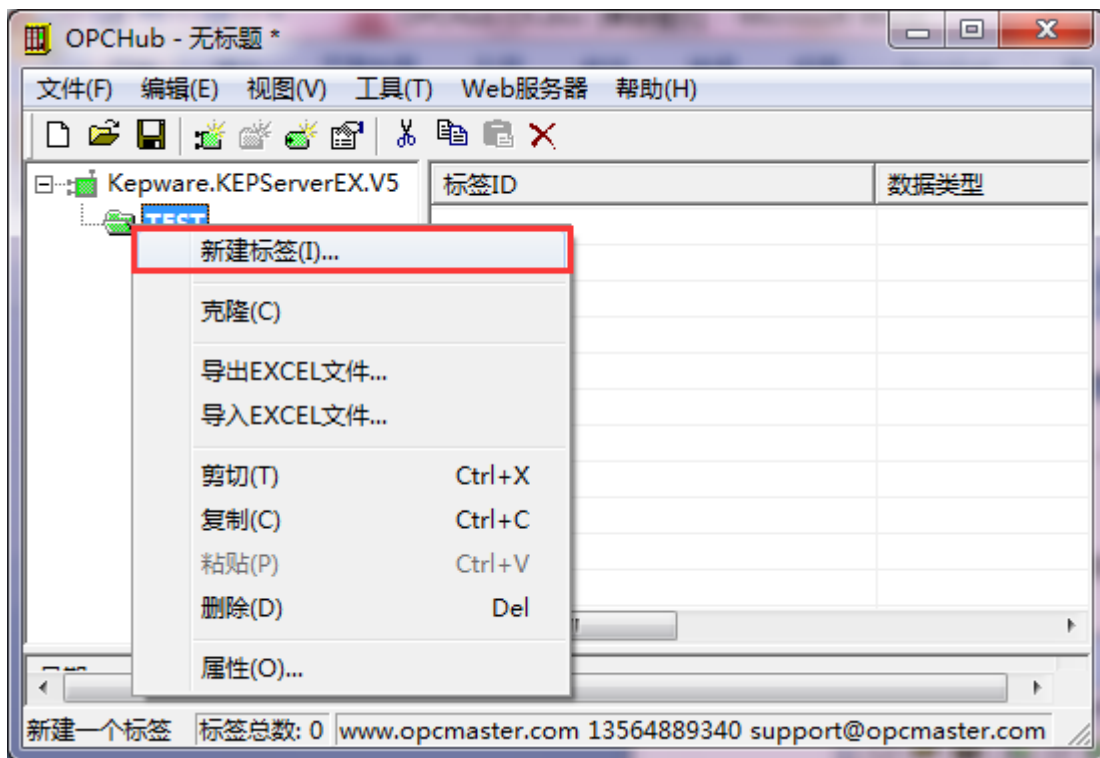 OPCHub - 无标题 *
文件(F) 编辑(E) 视图(V) 工具(T) Web服务器 帮助(H)
Kepware.KEPServerEX.V5 标签ID 数据类型
TEST
新建标签(I)...
克隆(C)
导出EXCEL文件...
导入EXCEL文件...
剪切(T) Ctrl+X
复制(C) Ctrl+C
粘贴(P) Ctrl+V
删除(D) Del
属性(O)...
新建一个标签 标签总数: 0 www.opcmaster.com 13564889340 support@opcmaster.com